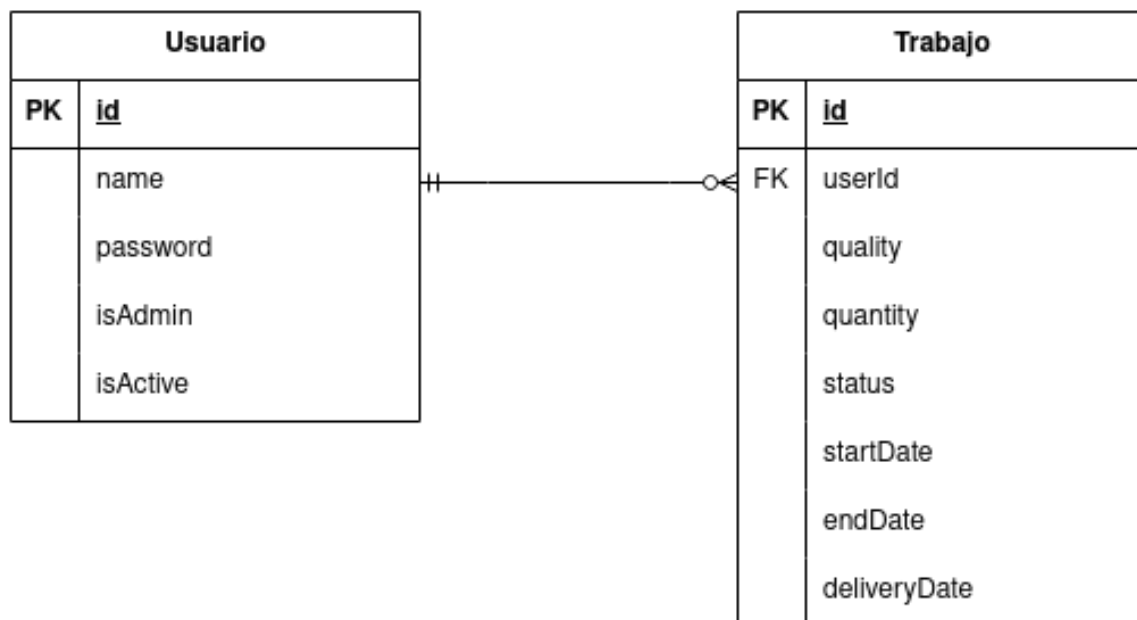 Usuario
PK id
name
password
isAdmin
isActive
Trabajo
PK id
FK userId
quality
quantity
status
startDate
endDate
deliveryDate